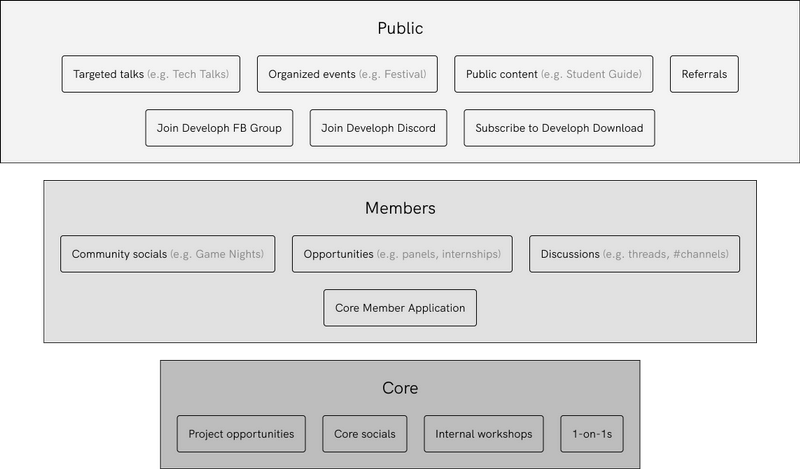 Public
Targeted talks (e.g. Tech Talks)
Organized events (e.g. Festival)
Public content (e.g. Student Guide)
Referrals
Join Developh FB Group
Join Developh Discord
Subscribe to Developh Download
Members
Community socials (e.g. Game Nights)
Opportunities (e.g. panels, internships)
Discussions (e.g. threads, #channels)
Core Member Application
Core
Project opportunities
Core socials
Internal workshops
1-on-1s